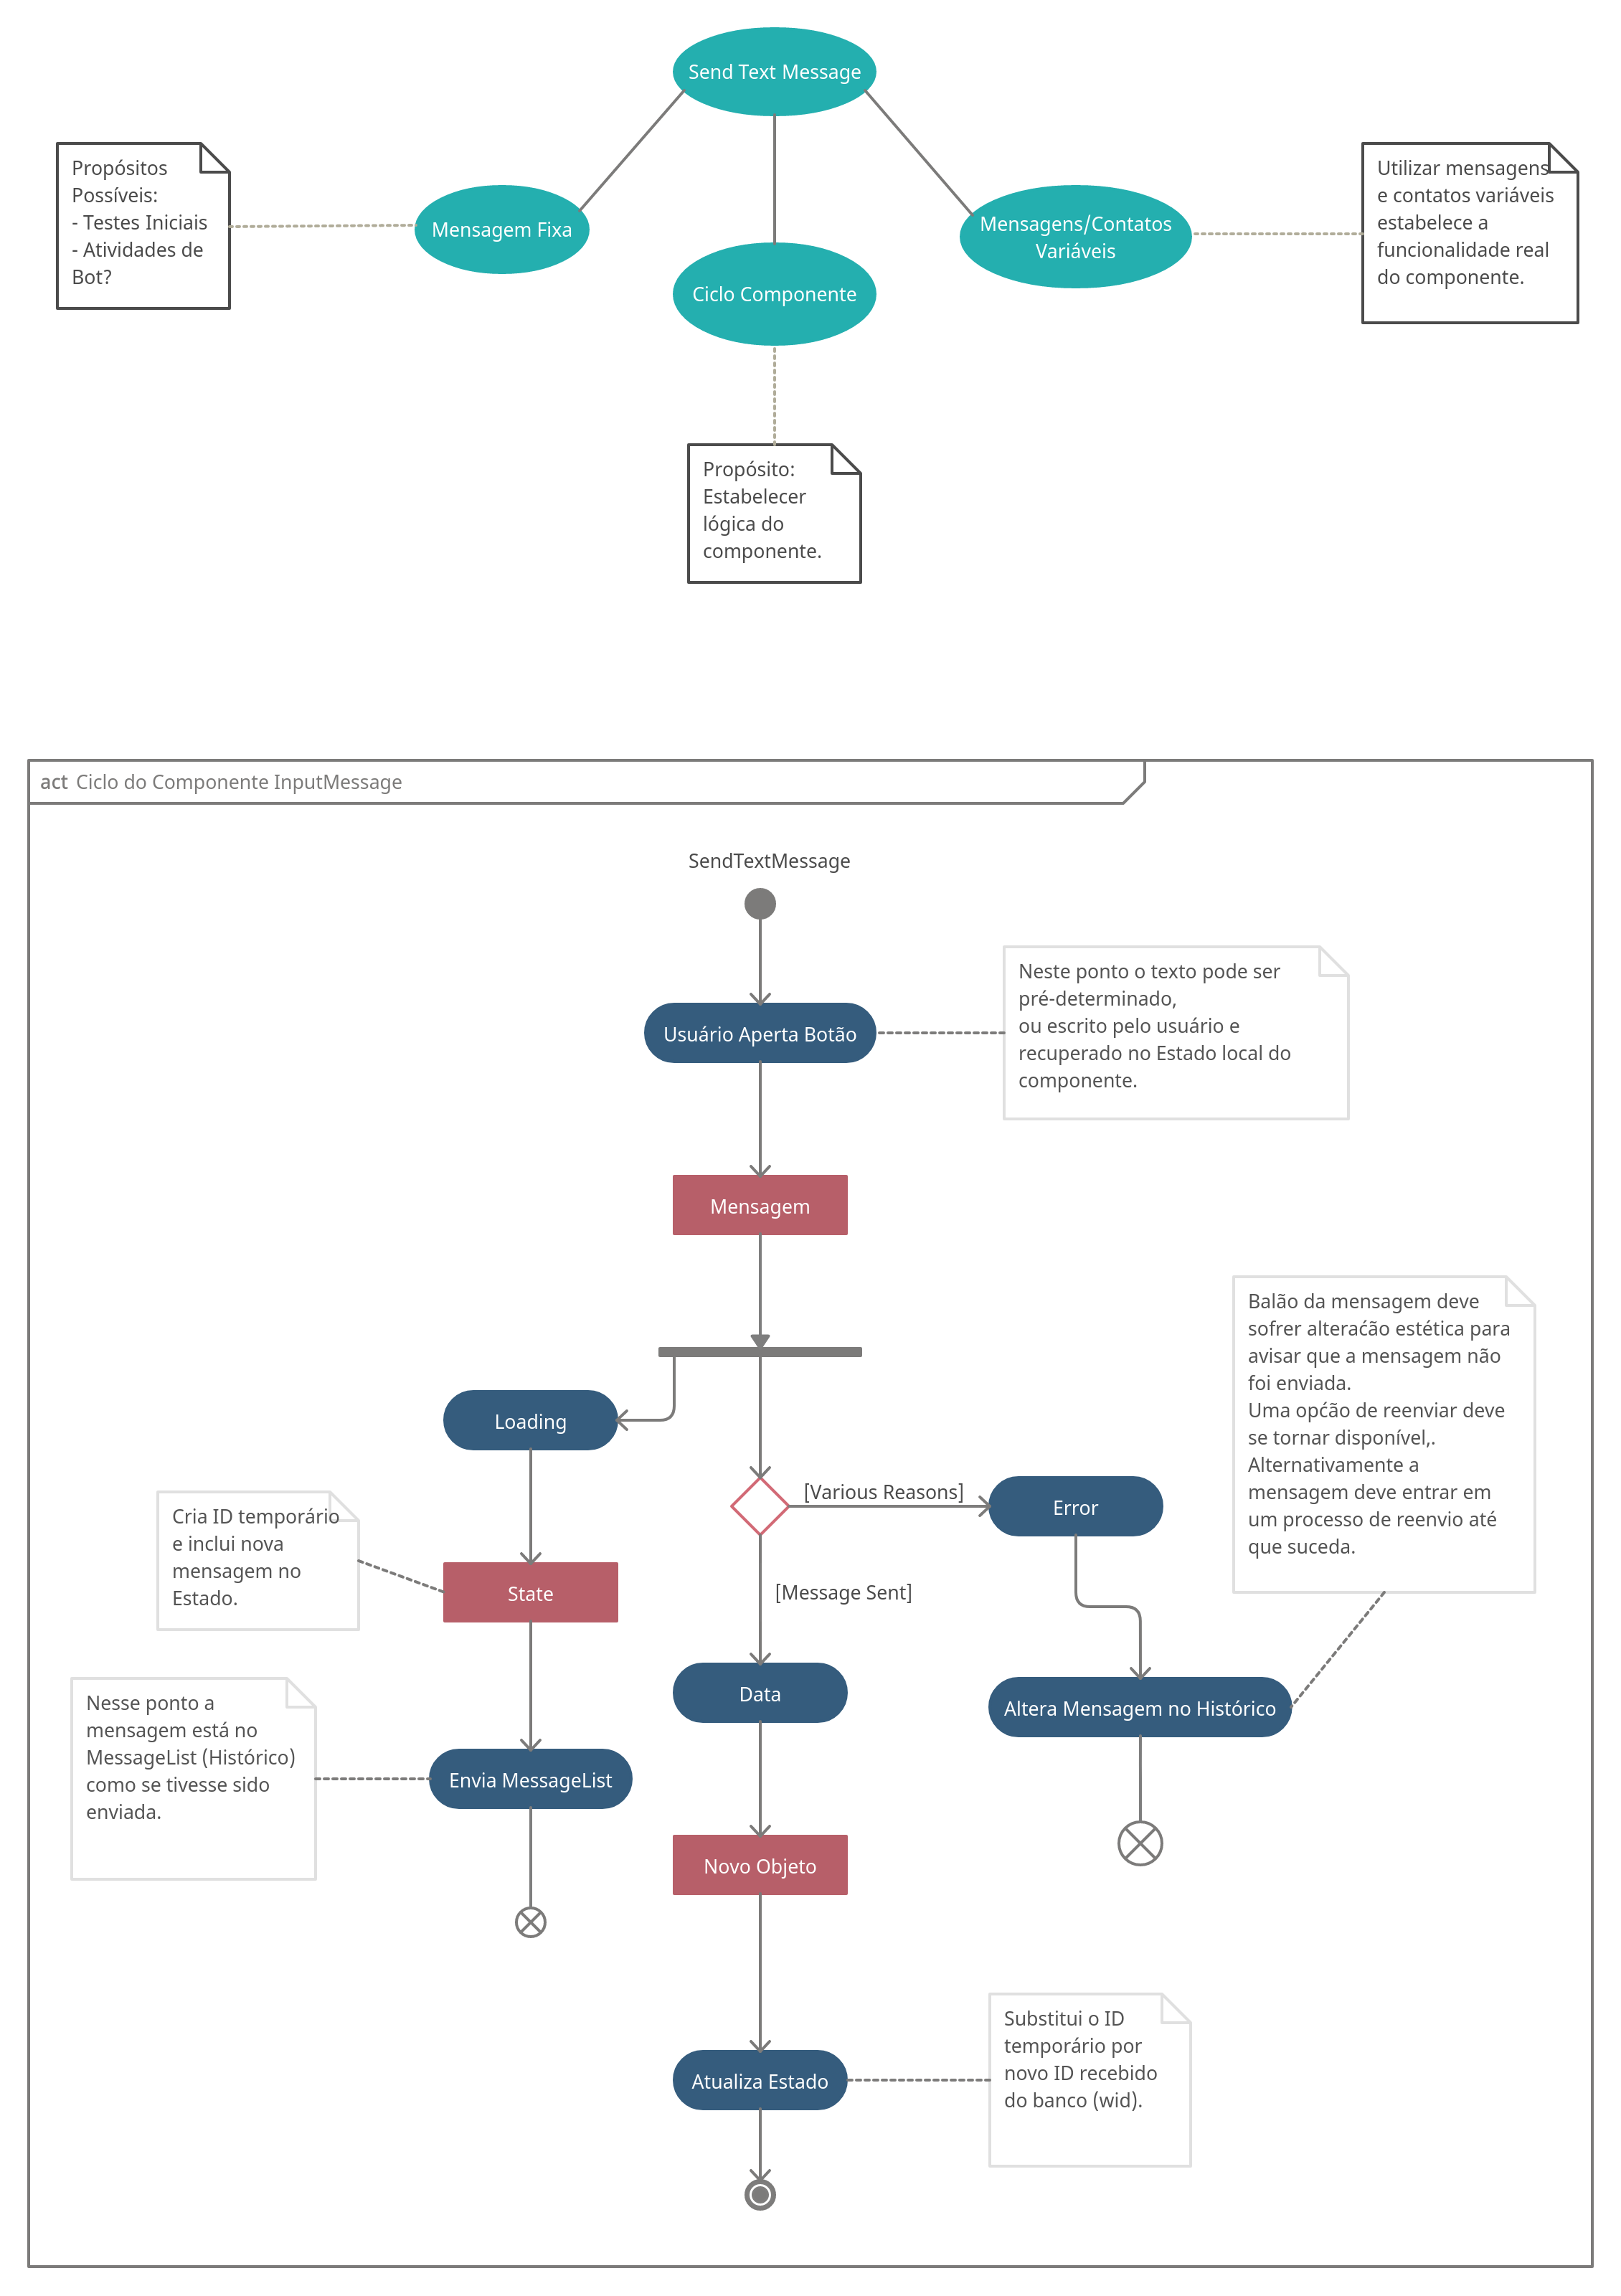 Send Text Message
Propósitos
Possíveis:
- Testes Iniciais
- Atividades de
Bot?
Mensagem Fixa
Ciclo Componente
Mensagens/Contatos
Variáveis
Utilizar mensagens
e contatos variáveis
estabelece a
funcionalidade real
do componente.
Propósito:
Estabelecer
lógica do
componente.
act Ciclo do Componente InputMessage
SendTextMessage
Usuário Aperta Botão
Neste ponto o texto pode ser
pré-determinado,
ou escrito pelo usuário e
recuperado no Estado local do
componente.
Mensagem
Loading
[Various Reasons]
Error
Balão da mensagem deve
sofrer alteraćão estética para
avisar que a mensagem não
foi enviada.
Uma općão de reenviar deve
se tornar disponível,.
Alternativamente a
mensagem deve entrar em
um processo de reenvio até
que suceda.
Cria ID temporário
e inclui nova
mensagem no
Estado.
State
[Message Sent]
Data
Altera Mensagem no Histórico
Nesse ponto a
mensagem está no
MessageList (Histórico)
como se tivesse sido
enviada.
Envia MessageList
Novo Objeto
Atualiza Estado
Substitui o ID
temporário por
novo ID recebido
do banco (wid).